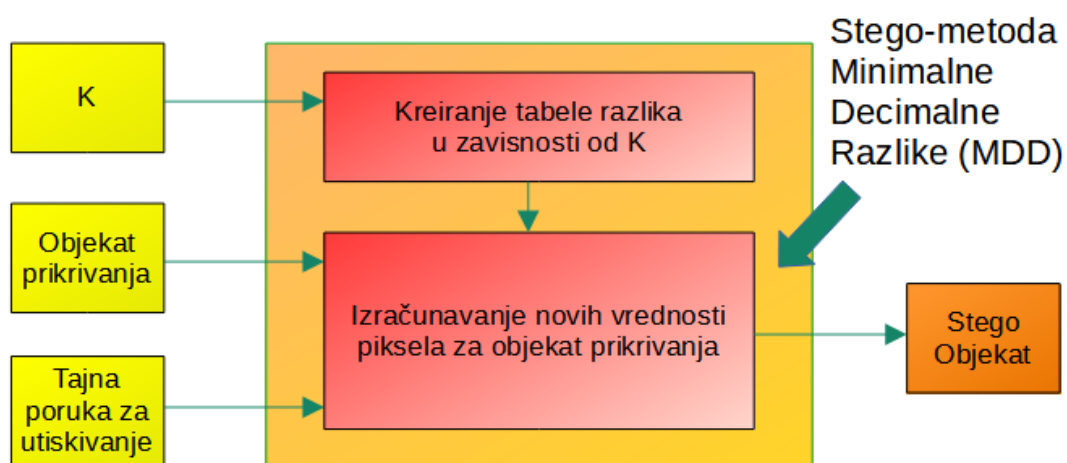 K
Kreiranje tabele razlika
u zavisnosti od K
Stego-metoda
Minimalne
Decimalne
Razlike (MDD)
Objekat
prikrivanja
Izračunavanje novih vrednosti
piksela za objekat prikrivanja
Stego
Objekat
Tajna
poruka za
utiskivanje